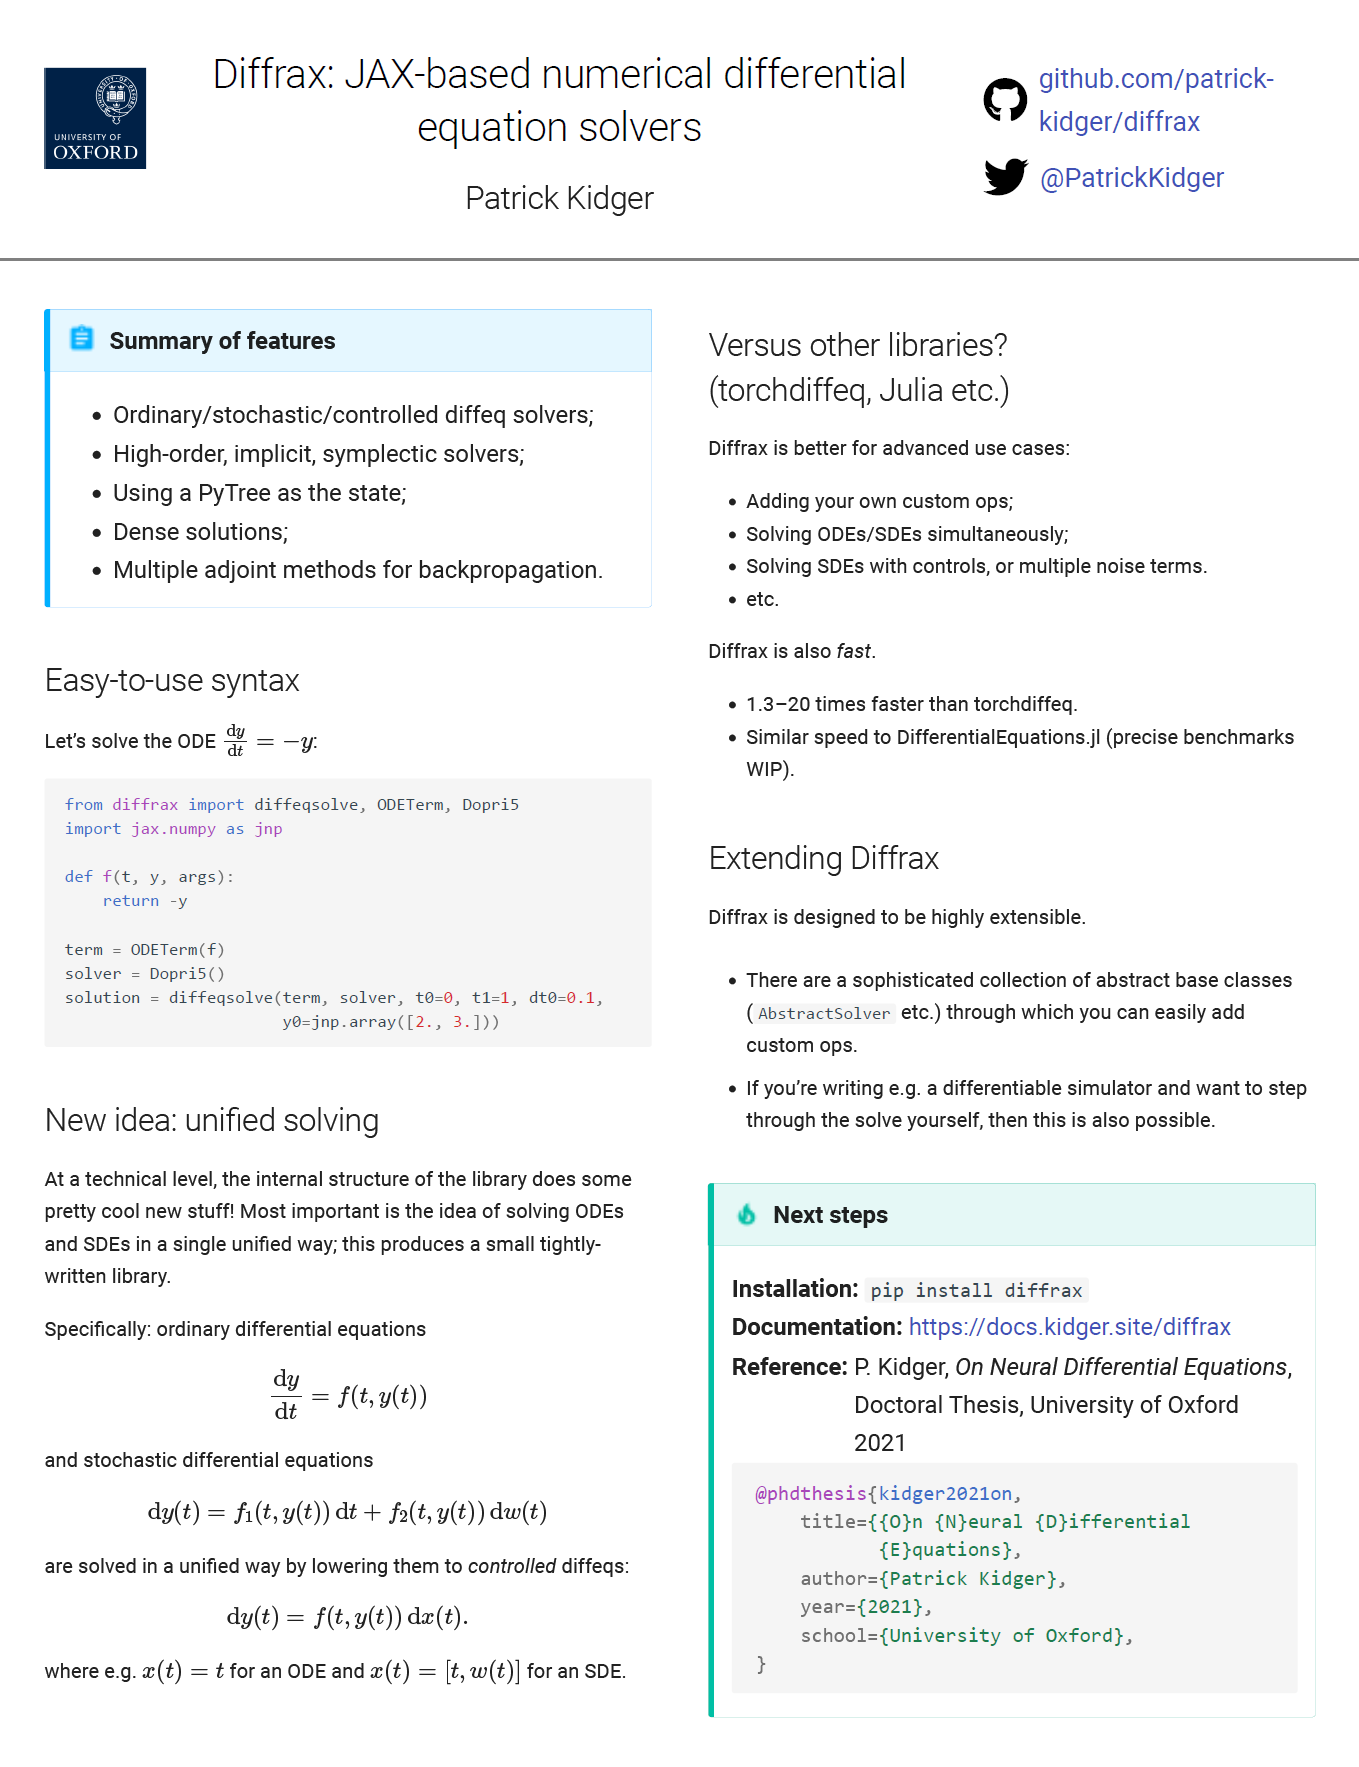 UNIVERSITY OF
OXFORD
Diffrax: JAX-based numerical differential
equation solvers
Patrick Kidger
github.com/patrick-
kidger/diffrax
@PatrickKidger
Summary of features
• Ordinary/stochastic/controlled diffeq solvers;
• High-order, implicit, symplectic solvers;
• Using a PyTree as the state;
• Dense solutions;
• Multiple adjoint methods for backpropagation.
Easy-to-use syntax
Let’s solve the ODE dy/dt = −y:
from diffrax import diffeqsolve, ODETerm, Dopri5
import jax.numpy as jnp
def f(t, y, args):
    return -y
term = ODETerm(f)
solver = Dopri5()
solution = diffeqsolve(term, solver, t0=0, t1=1, dt0=0.1,
                       y0=jnp.array([2., 3.]))
New idea: unified solving
At a technical level, the internal structure of the library does some
pretty cool new stuff! Most important is the idea of solving ODEs
and SDEs in a single unified way; this produces a small tightly-
written library.
Specifically: ordinary differential equations
dy/dt = f(t, y(t))
and stochastic differential equations
dy(t) = f₁(t, y(t)) dt + f₂(t, y(t)) dw(t)
are solved in a unified way by lowering them to controlled diffeqs:
dy(t) = f(t, y(t)) dx(t).
where e.g. x(t) = t for an ODE and x(t) = [t, w(t)] for an SDE.
Versus other libraries?
(torchdiffeq, Julia etc.)
Diffrax is better for advanced use cases:
• Adding your own custom ops;
• Solving ODEs/SDEs simultaneously;
• Solving SDEs with controls, or multiple noise terms.
• etc.
Diffrax is also fast.
• 1.3–20 times faster than torchdiffeq.
• Similar speed to DifferentialEquations.jl (precise benchmarks
WIP).
Extending Diffrax
Diffrax is designed to be highly extensible.
• There are a sophisticated collection of abstract base classes
(AbstractSolver etc.) through which you can easily add
custom ops.
• If you’re writing e.g. a differentiable simulator and want to step
through the solve yourself, then this is also possible.
Next steps
Installation: pip install diffrax
Documentation: https://docs.kidger.site/diffrax
Reference: P. Kidger, On Neural Differential Equations,
Doctoral Thesis, University of Oxford
2021
@phdthesis{kidger2021on,
    title={{O}n {N}eural {D}ifferential
           {E}quations},
    author={Patrick Kidger},
    year={2021},
    school={University of Oxford},
}